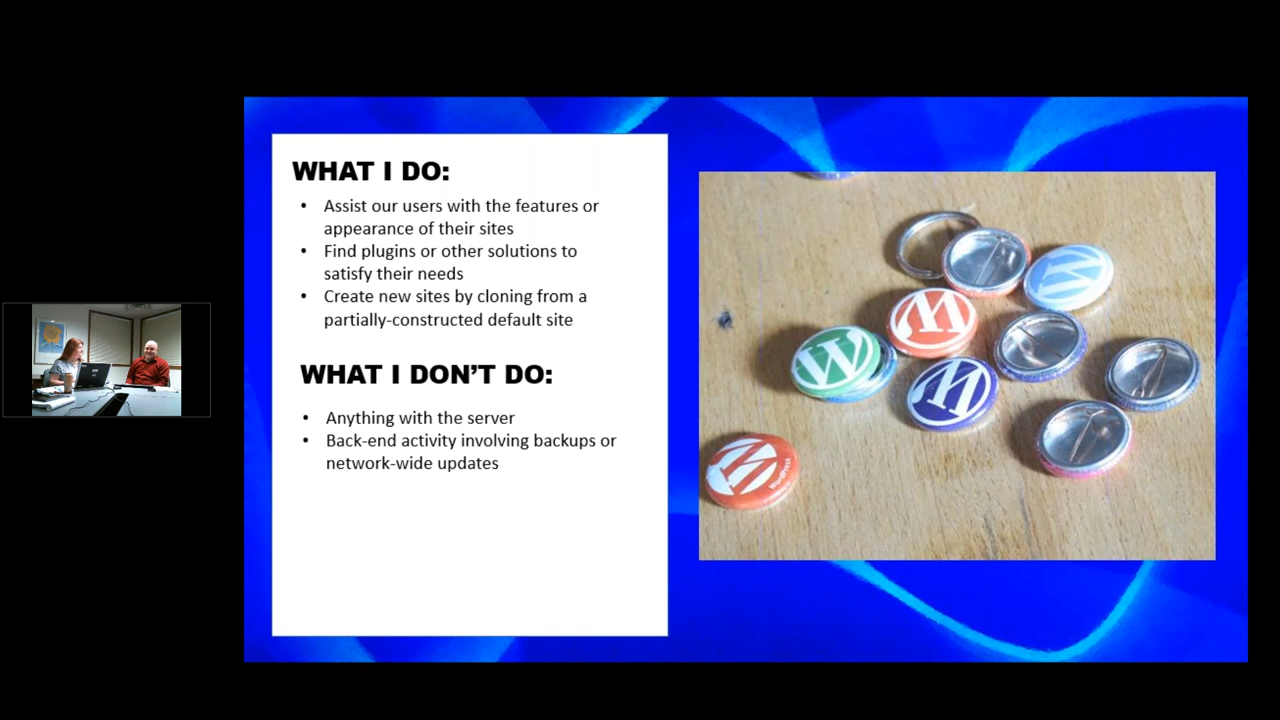 WHAT I DO:
• Assist our users with the features or
appearance of their sites
• Find plugins or other solutions to
satisfy their needs
• Create new sites by cloning from a
partially-constructed default site
WHAT I DON'T DO:
• Anything with the server
• Back-end activity involving backups or
network-wide updates
W
W
W
W
W
WordPress